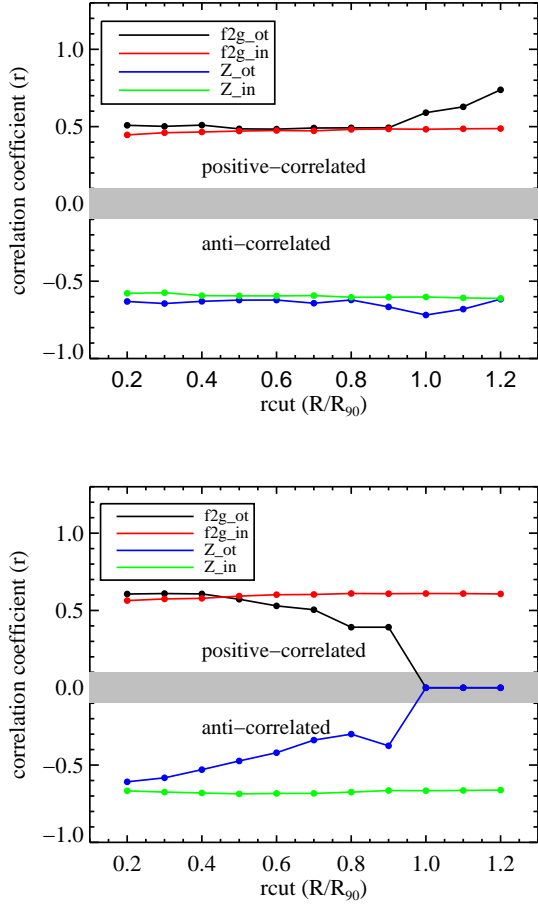 1.0
0.5
0.0
−0.5
−1.0
correlation coefficient (r)
f2g_ot
f2g_in
Z_ot
Z_in
positive−correlated
anti−correlated
0.2 0.4 0.6 0.8 1.0 1.2
rcut (R/R90)
1.0
0.5
0.0
−0.5
−1.0
correlation coefficient (r)
f2g_ot
f2g_in
Z_ot
Z_in
positive−correlated
anti−correlated
0.2 0.4 0.6 0.8 1.0 1.2
rcut (R/R90)